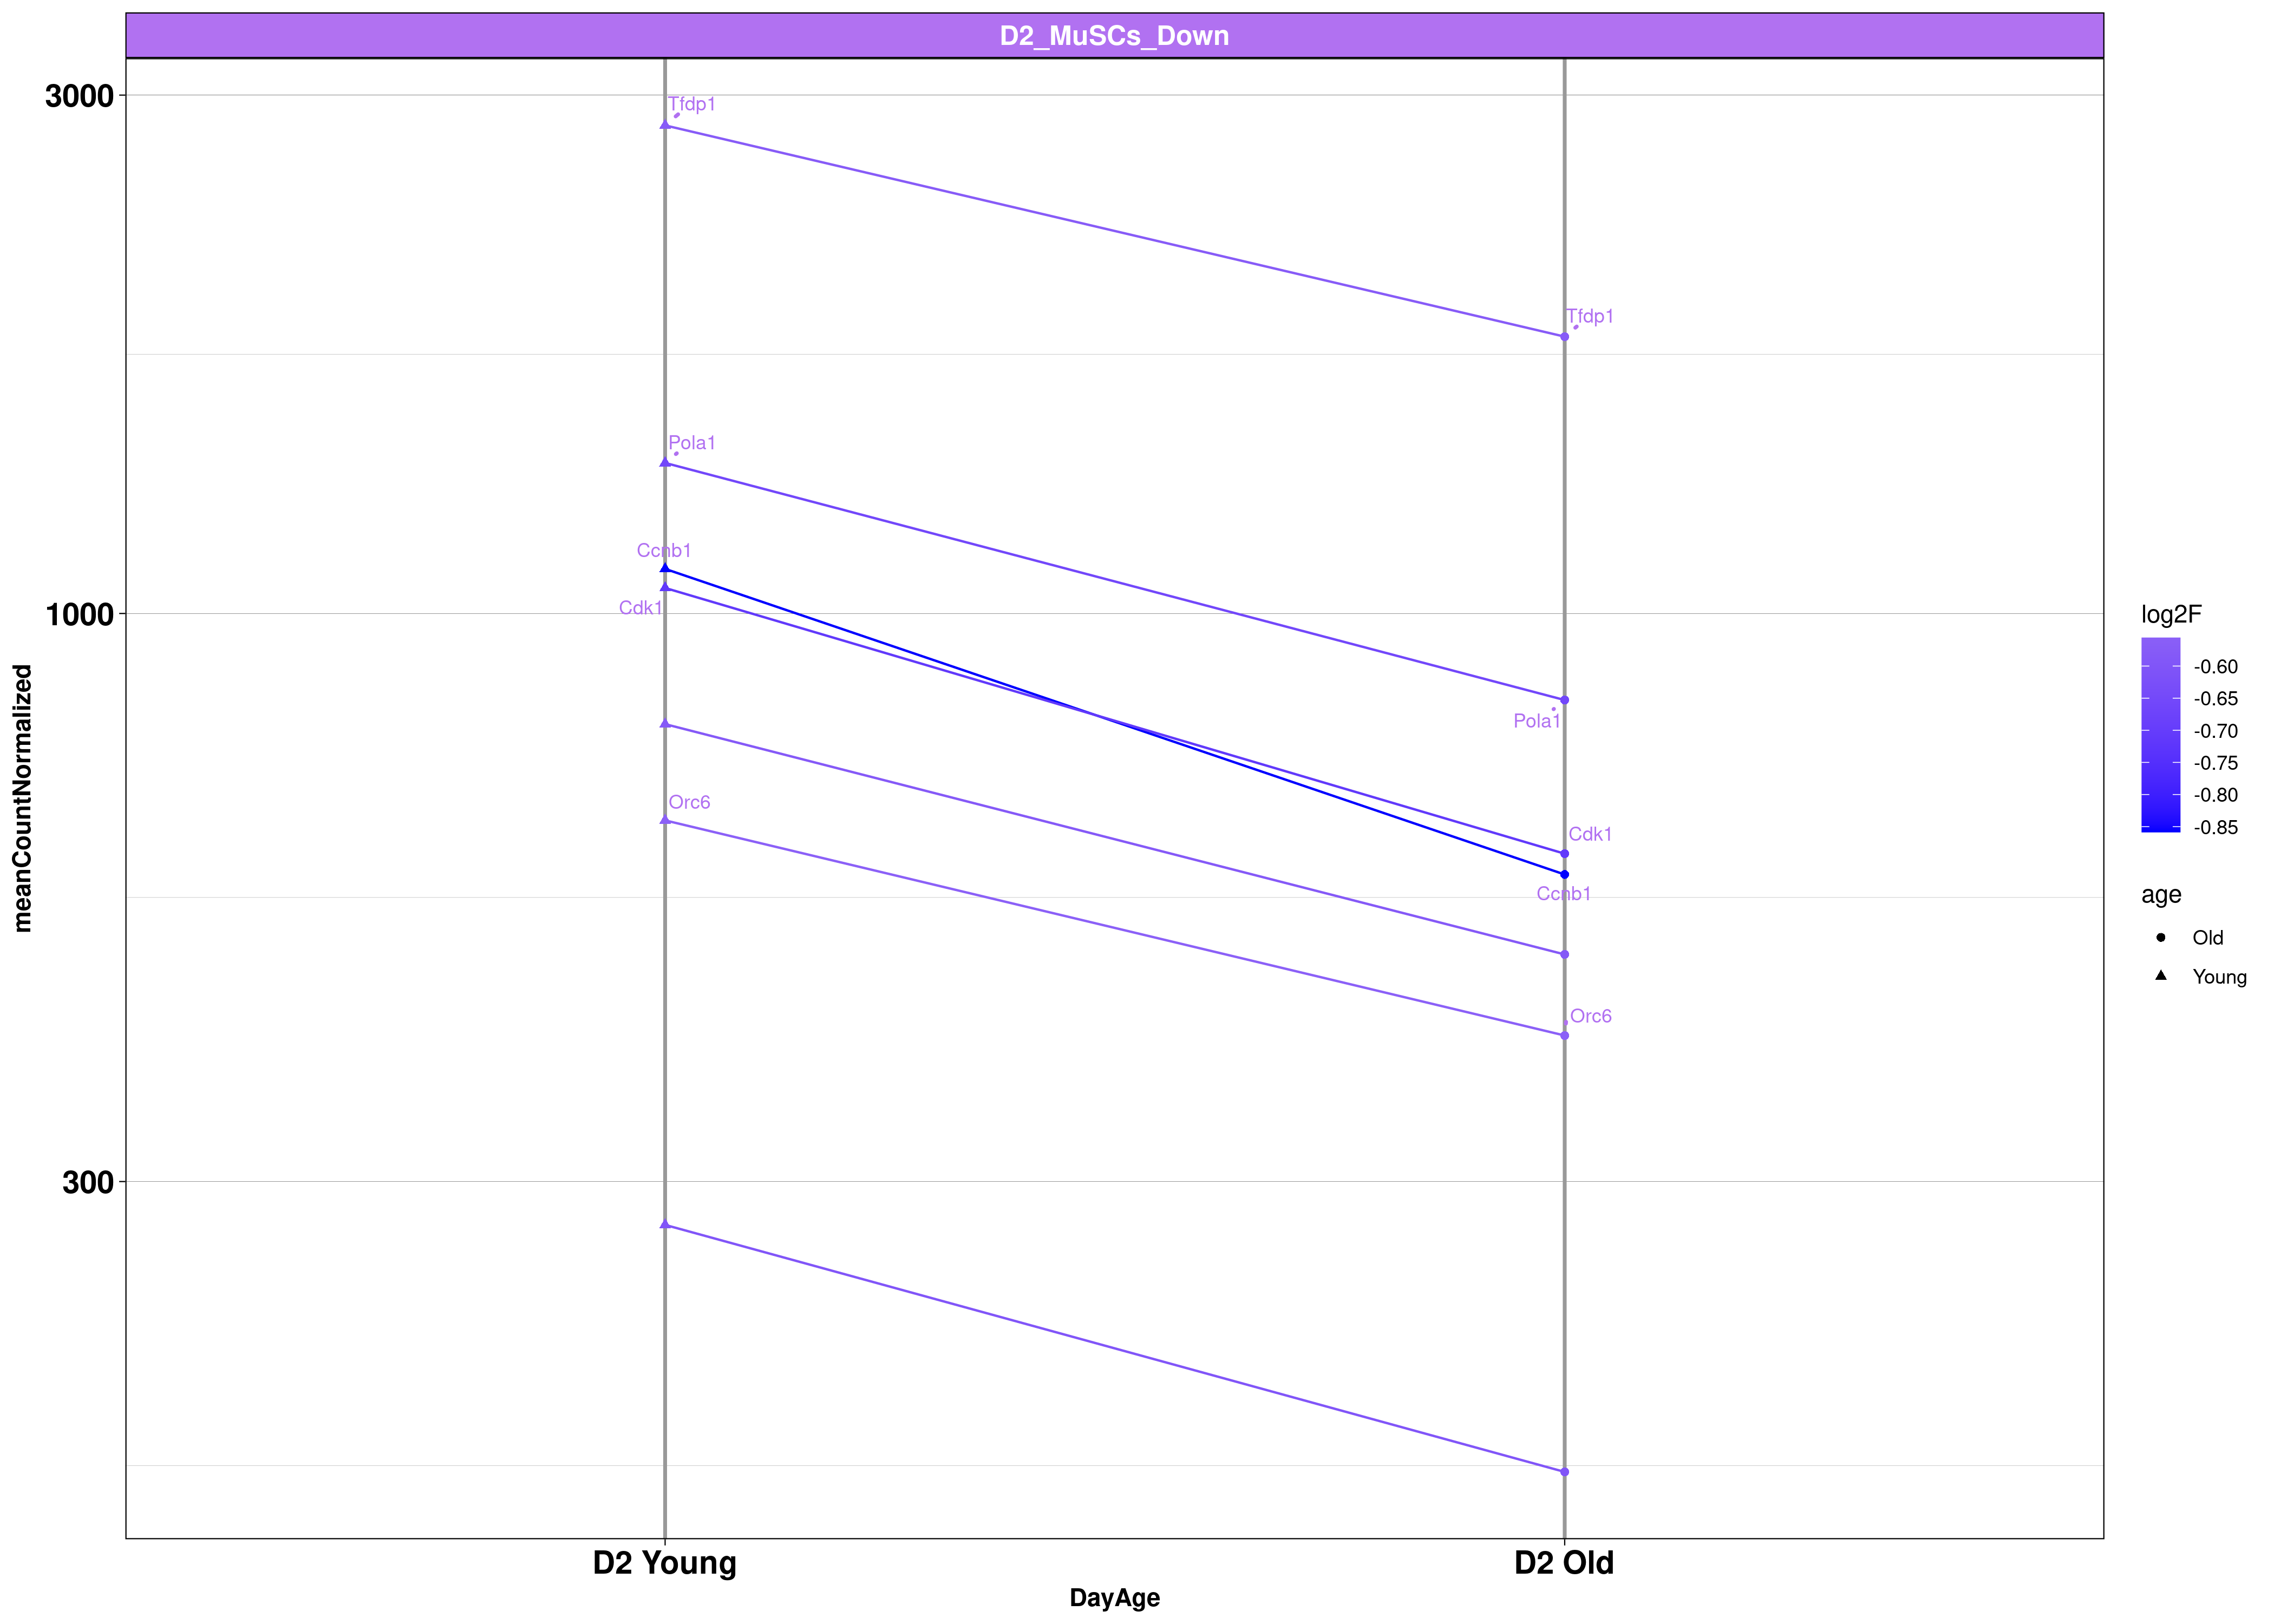 D2_MuSCs_Down
3000
1000
300
meanCountNormalized
Tfdp1
Tfdp1
Pola1
Pola1
Ccnb1
Cdk1
Cdk1
Ccnb1
Orc6
Orc6
D2 Young
D2 Old
DayAge
log2F
-0.60
-0.65
-0.70
-0.75
-0.80
-0.85
age
Old
Young